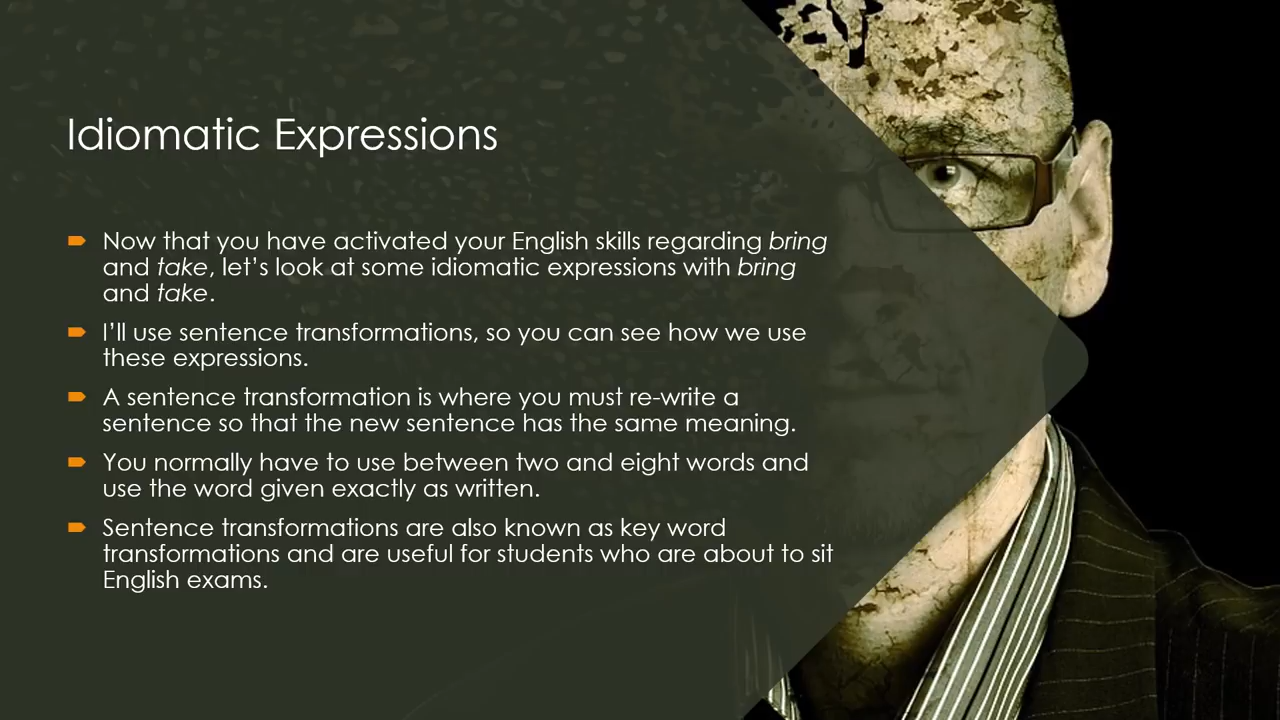 Idiomatic Expressions
Now that you have activated your English skills regarding bring
and take, let's look at some idiomatic expressions with bring
and take.
I'll use sentence transformations, so you can see how we use
these expressions.
A sentence transformation is where you must re-write a
sentence so that the new sentence has the same meaning.
You normally have to use between two and eight words and
use the word given exactly as written.
Sentence transformations are also known as key word
transformations and are useful for students who are about to sit
English exams.